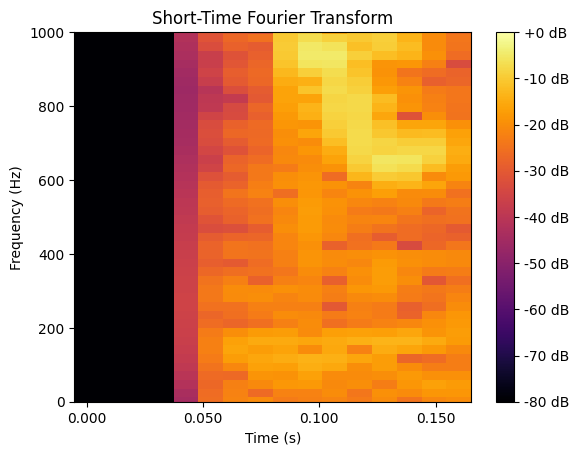 Short-Time Fourier Transform
1000
800
600
400
200
0
Frequency (Hz)
0.000
0.050
0.100
0.150
Time (s)
+0 dB
-10 dB
-20 dB
-30 dB
-40 dB
-50 dB
-60 dB
-70 dB
-80 dB